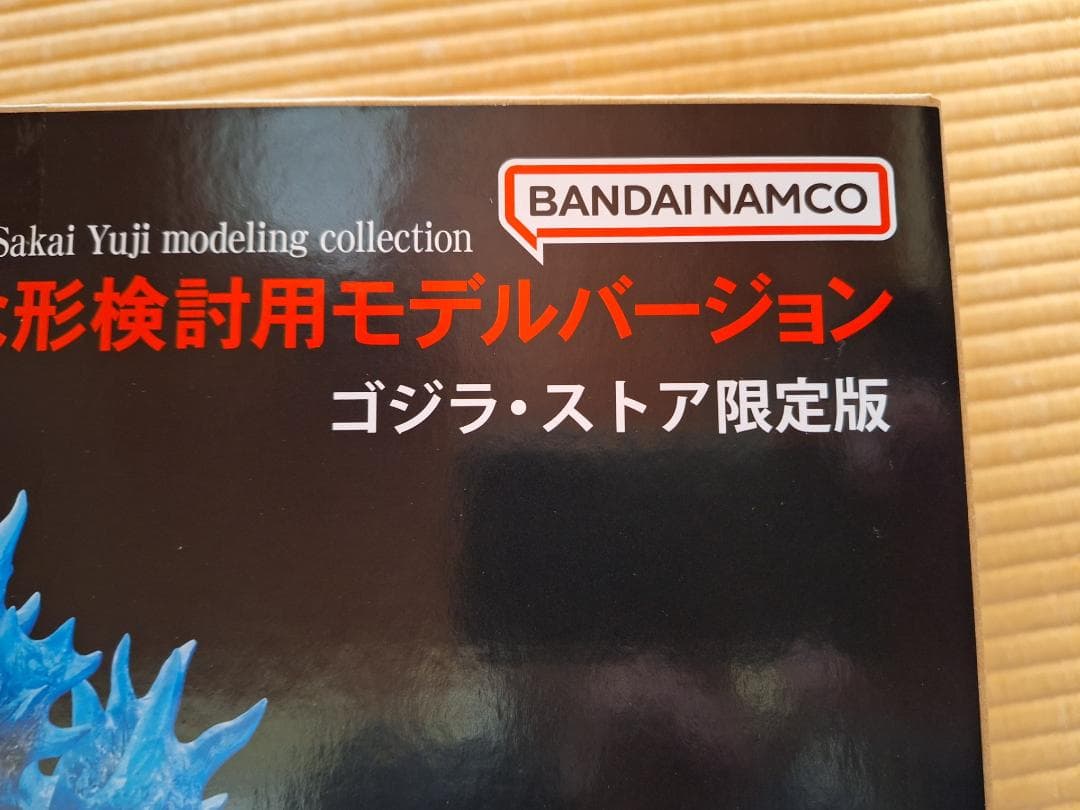 BANDAI NAMCO
Sakai Yuji modeling collection
形検討用モデルバージョン
ゴジラ・ストア限定版